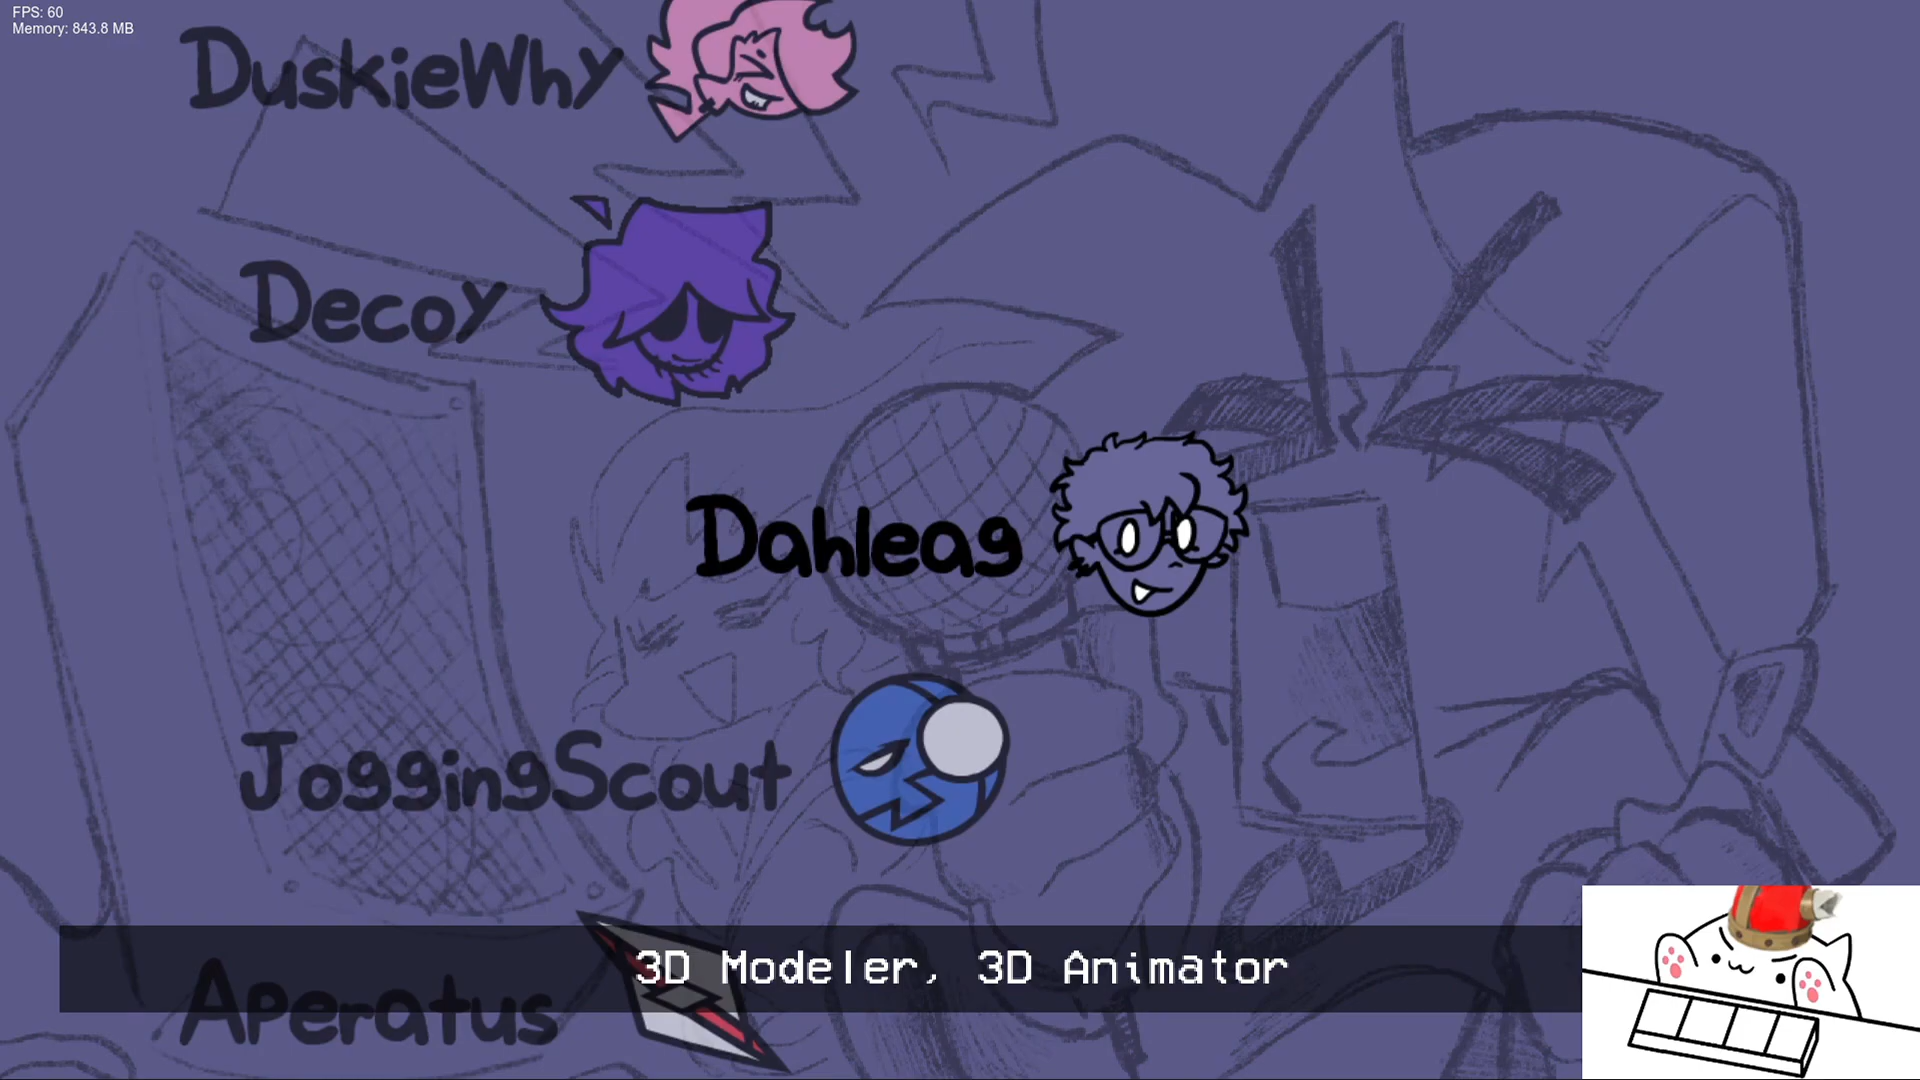 FPS: 60
Memory: 843.8 MB
DuskieWhy
Decoy
Dahleag
JoggingScout
3D Modeler, 3D Animator
Aperatus